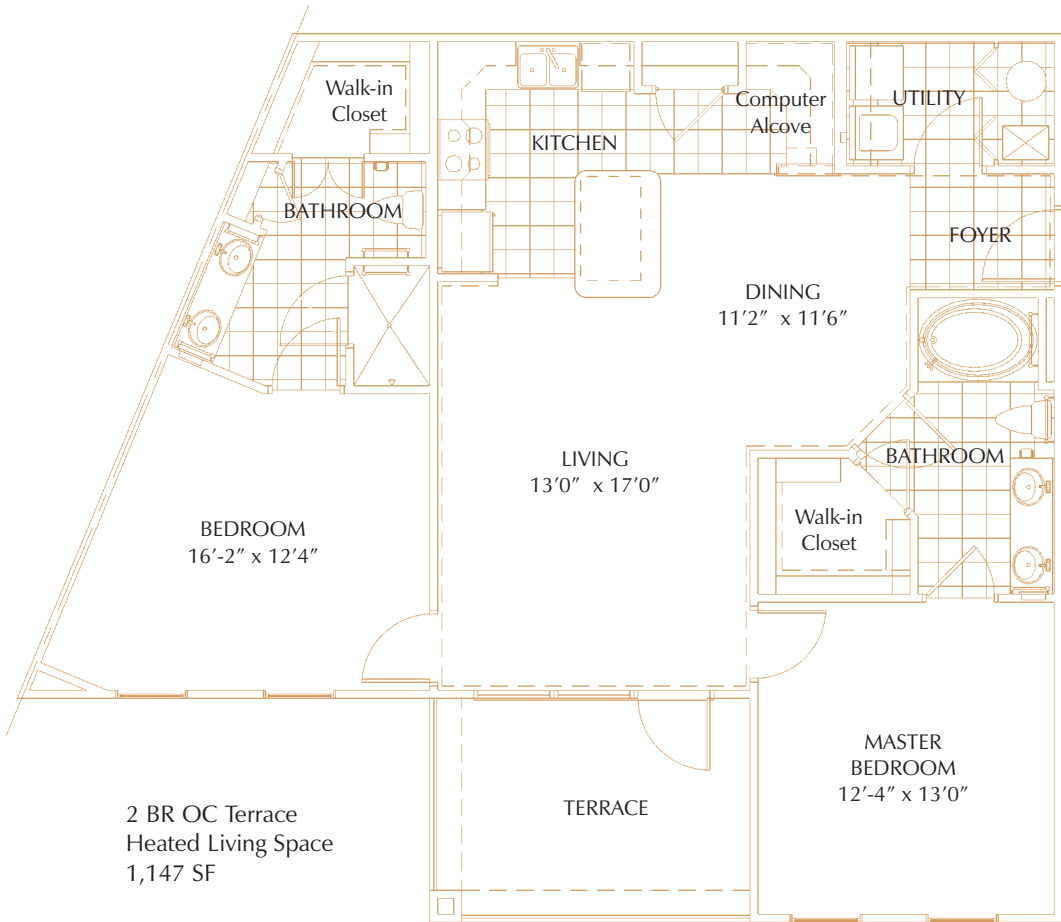 Walk-in
Closet
KITCHEN
Computer
Alcove
UTILITY
BATHROOM
FOYER
DINING
11'2” x 11'6”
LIVING
13'0” x 17'0”
BATHROOM
BEDROOM
16'-2” x 12'4”
Walk-in
Closet
MASTER
BEDROOM
12'-4” x 13'0”
TERRACE
2 BR OC Terrace
Heated Living Space
1,147 SF